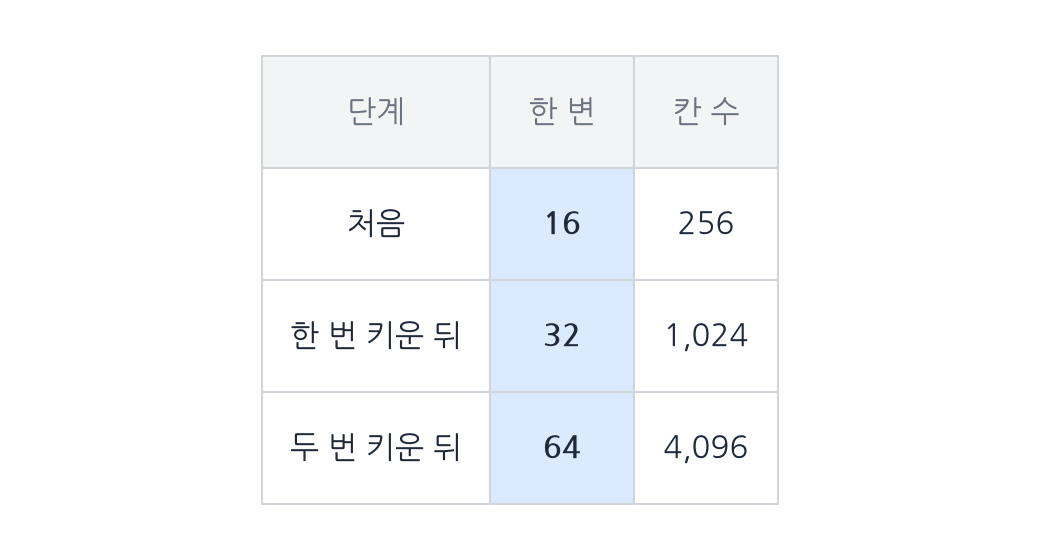 단계 한 변 칸 수
처음 16 256
한 번 키운 뒤 32 1,024
두 번 키운 뒤 64 4,096